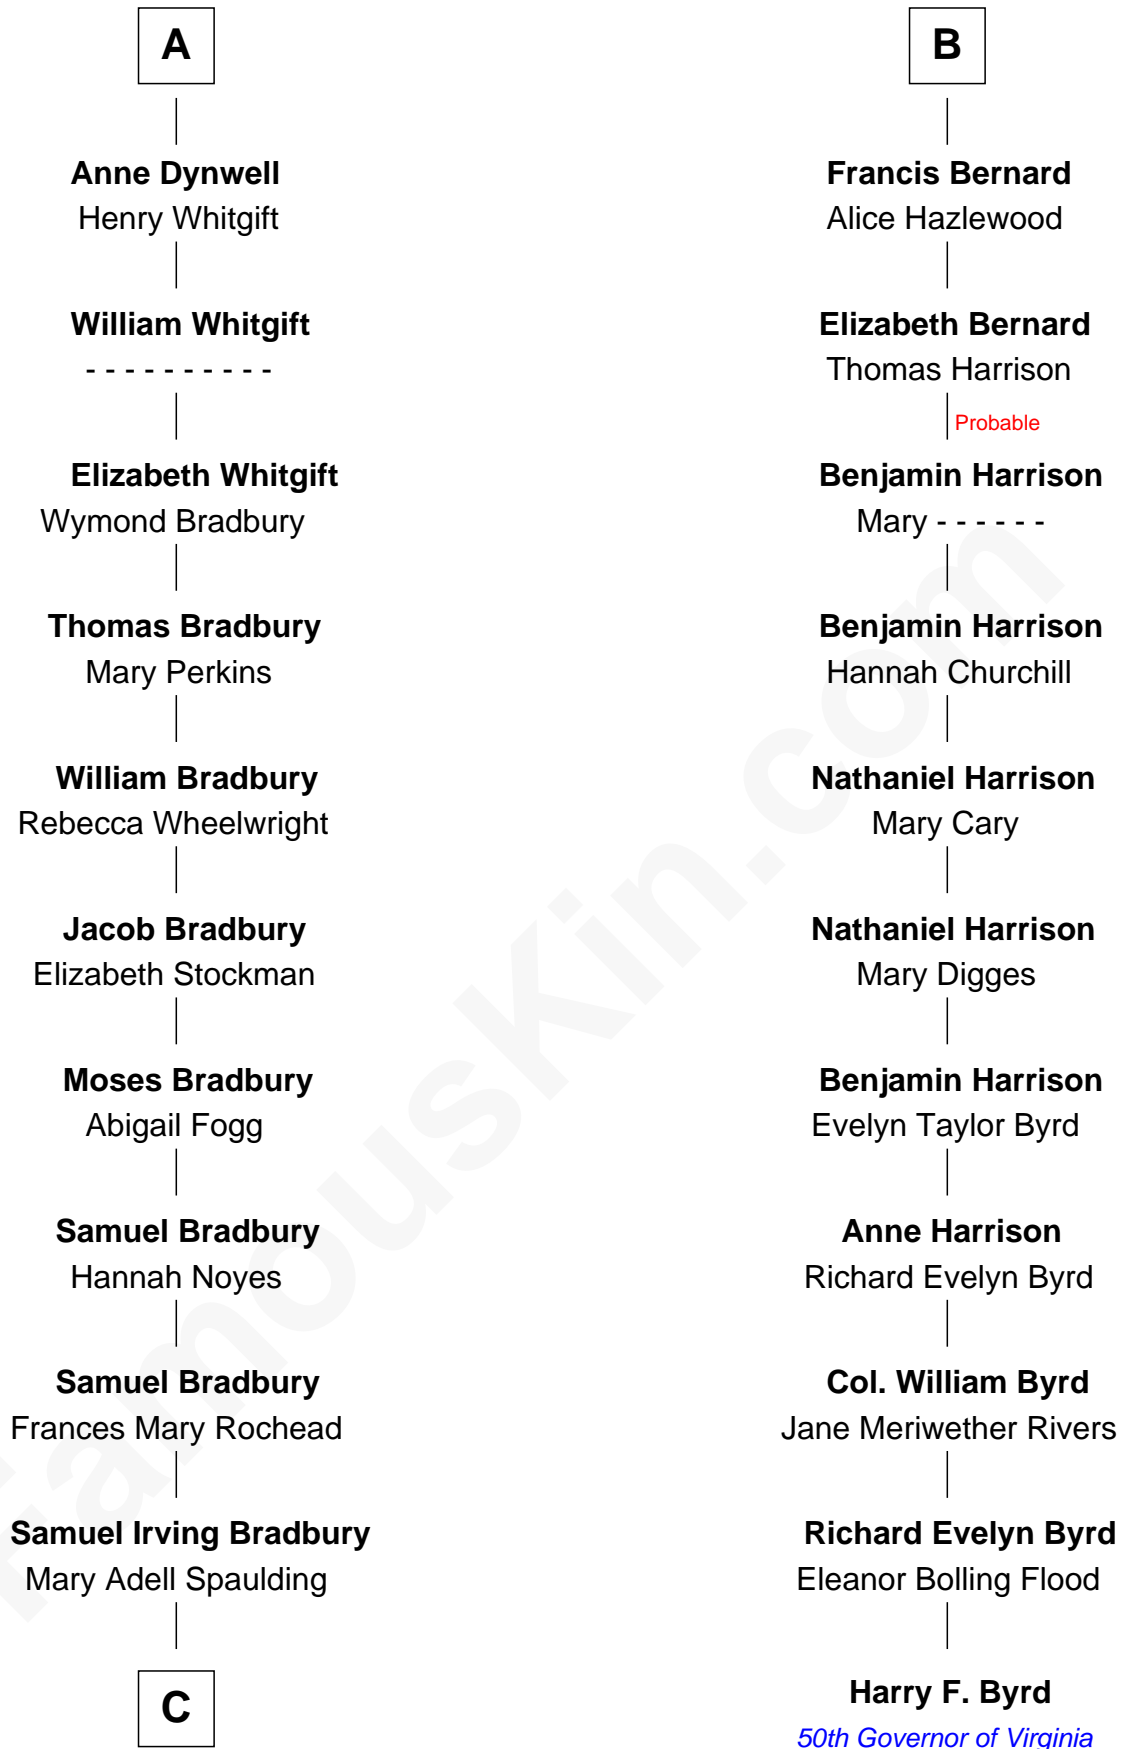 A
Anne Dynwell
Henry Whitgift
William Whitgift
- - - - - - - - - -
Elizabeth Whitgift
Wymond Bradbury
Thomas Bradbury
Mary Perkins
William Bradbury
Rebecca Wheelwright
Jacob Bradbury
Elizabeth Stockman
Moses Bradbury
Abigail Fogg
Samuel Bradbury
Hannah Noyes
Samuel Bradbury
Frances Mary Rochead
Samuel Irving Bradbury
Mary Adell Spaulding
C
B
Francis Bernard
Alice Hazlewood
Elizabeth Bernard
Thomas Harrison
Probable
Benjamin Harrison
Mary - - - - - -
Benjamin Harrison
Hannah Churchill
Nathaniel Harrison
Mary Cary
Nathaniel Harrison
Mary Digges
Benjamin Harrison
Evelyn Taylor Byrd
Anne Harrison
Richard Evelyn Byrd
Col. William Byrd
Jane Meriwether Rivers
Richard Evelyn Byrd
Eleanor Bolling Flood
Harry F. Byrd
50th Governor of Virginia
FamousKin.com